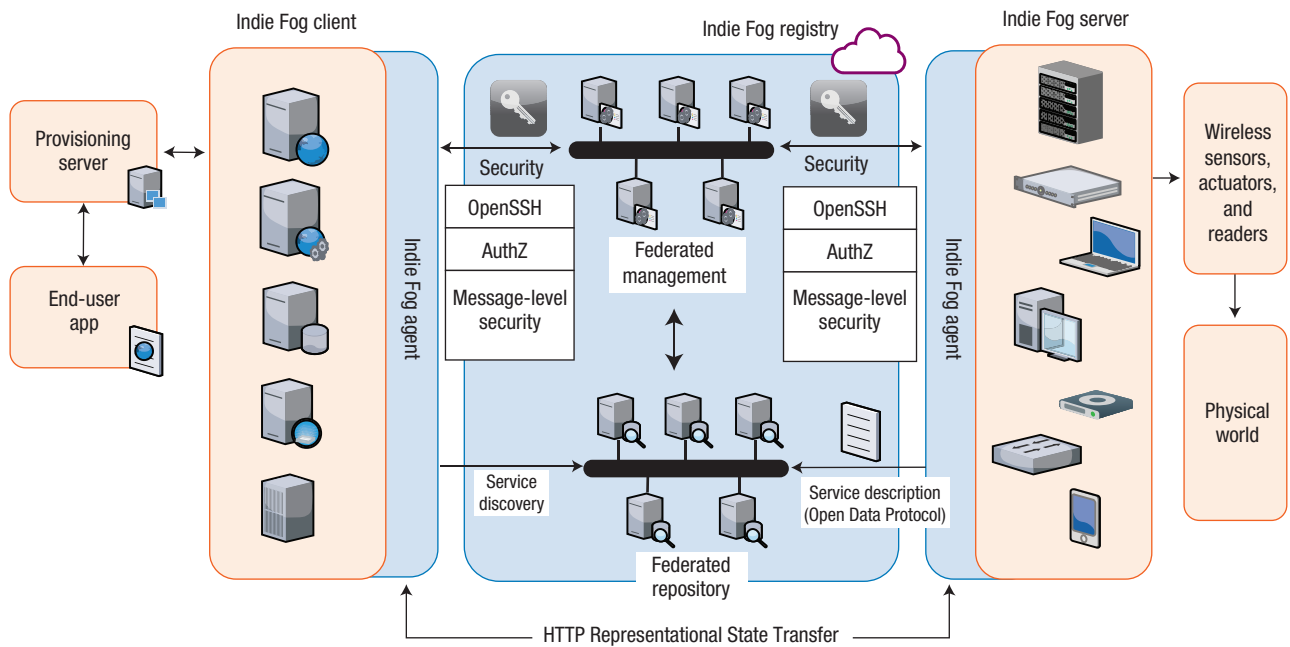 Indie Fog client
Indie Fog registry
Indie Fog server
Provisioning
server
End-user
app
Indie Fog agent
Security
OpenSSH
AuthZ
Message-level
security
Federated
management
Security
OpenSSH
AuthZ
Message-level
security
Service
discovery
Service description
(Open Data Protocol)
Federated
repository
Indie Fog agent
Wireless
sensors,
actuators,
and
readers
Physical
world
HTTP Representational State Transfer